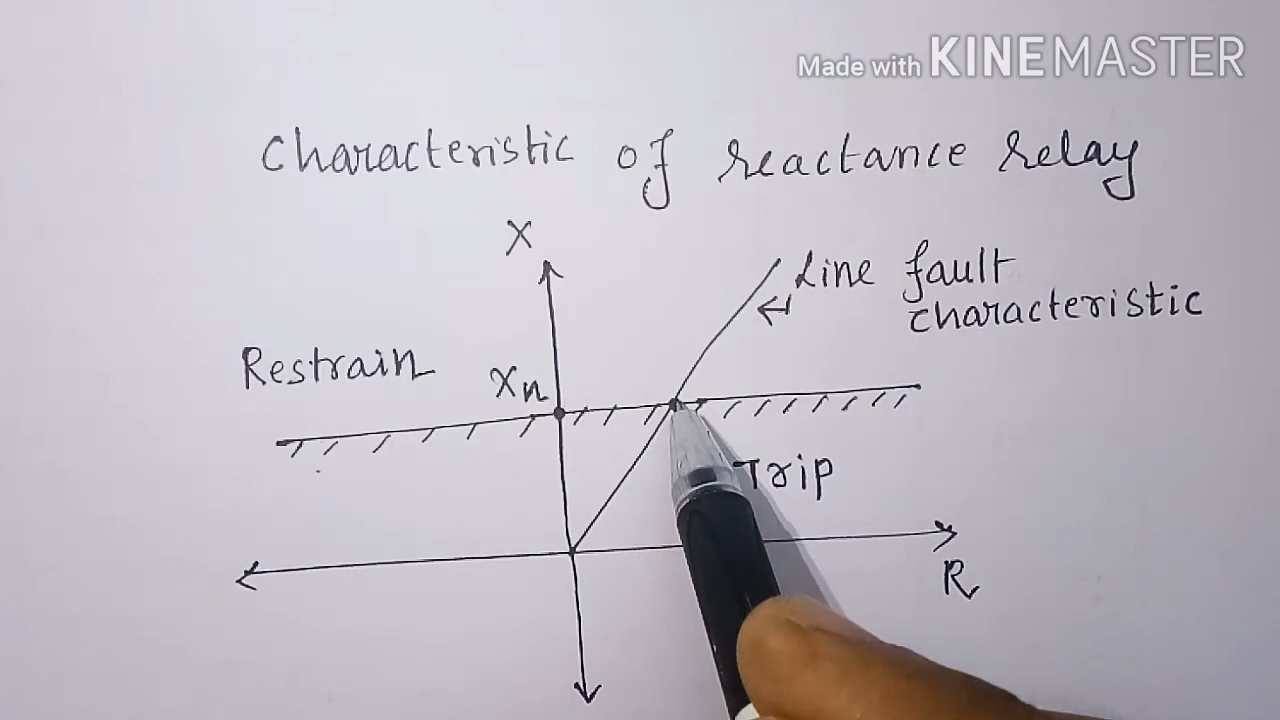 Made with KINEMASTER
Characteristic of reactance relay
X
Line fault
characteristic
Restrain
Xn
Trip
R